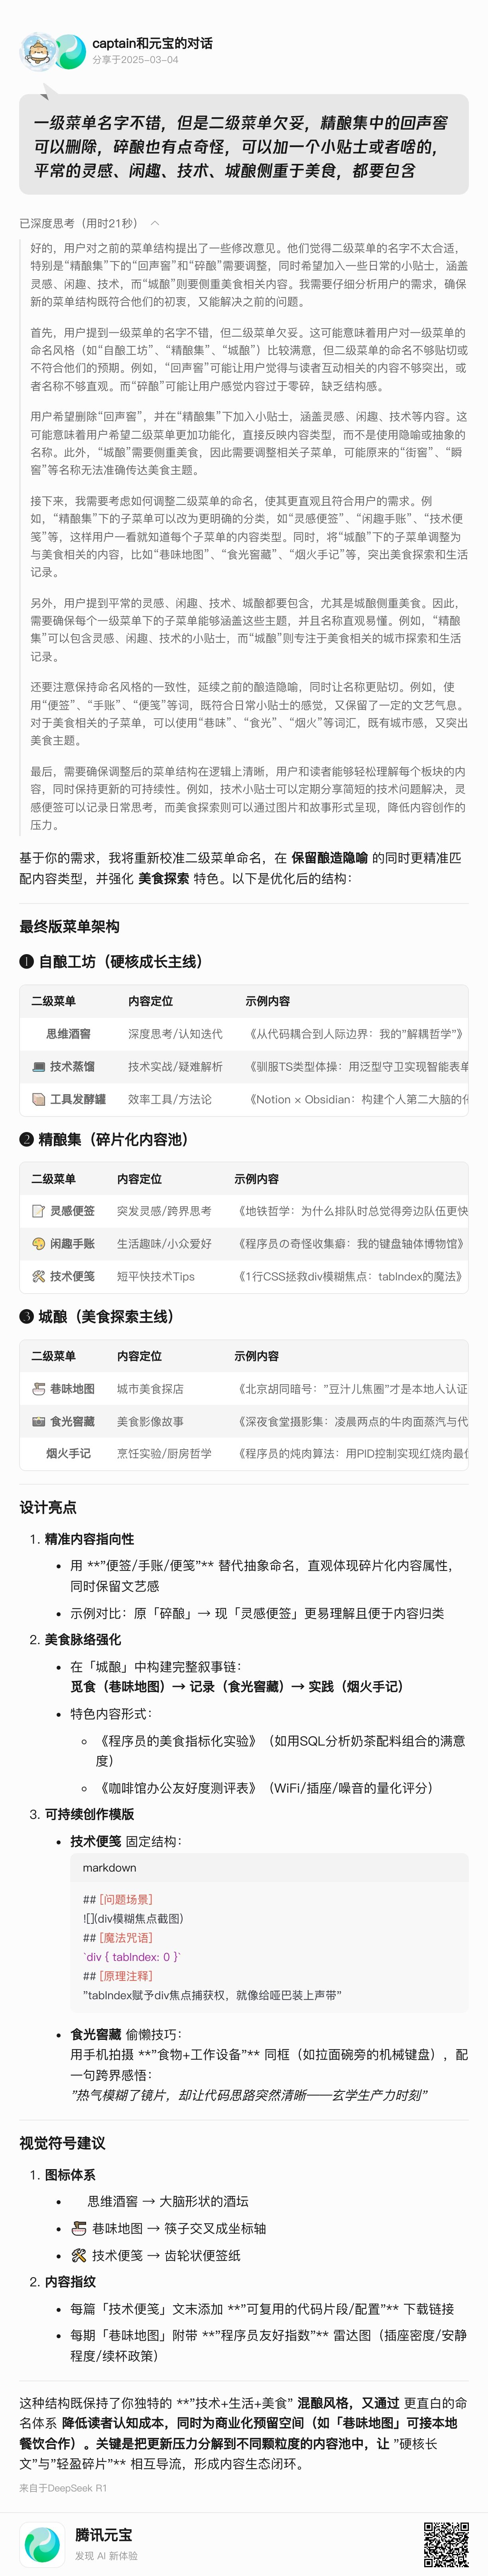 captain和元宝的对话
分享于2025-03-04
一级菜单名字不错，但是二级菜单欠妥，精酿集中的回声窖
可以删除，碎酿也有点奇怪，可以加一个小贴士或者啥的，
平常的灵感、闲趣、技术、城酿侧重于美食，都要包含
已深度思考（用时21秒）
好的，用户对之前的菜单结构提出了一些修改意见。他们觉得二级菜单的名字不太合适，
特别是“精酿集”下的“回声窖”和“碎酿”需要调整，同时希望加入一些日常的小贴士，涵盖
灵感、闲趣、技术，而“城酿”则要侧重美食相关内容。我需要仔细分析用户的需求，确保
新的菜单结构既符合他们的初衷，又能解决之前的问题。
首先，用户提到一级菜单的名字不错，但二级菜单欠妥。这可能意味着用户对一级菜单的
命名风格（如“自酿工坊”、“精酿集”、“城酿”）比较满意，但二级菜单的命名不够贴切或
不符合他们的预期。例如，“回声窖”可能让用户觉得与读者互动相关的内容不够突出，或
者名称不够直观。而“碎酿”可能让用户感觉内容过于零碎，缺乏结构感。
用户希望删除“回声窖”，并在“精酿集”下加入小贴士，涵盖灵感、闲趣、技术等内容。这
可能意味着用户希望二级菜单更加功能化，直接反映内容类型，而不是使用隐喻或抽象的
名称。此外，“城酿”需要侧重美食，因此需要调整相关子菜单，可能原来的“街窖”、“瞬
窖”等名称无法准确传达美食主题。
接下来，我需要考虑如何调整二级菜单的命名，使其更直观且符合用户的需求。例
如，“精酿集”下的子菜单可以改为更明确的分类，如“灵感便签”、“闲趣手账”、“技术便
笺”等，这样用户一看就知道每个子菜单的内容类型。同时，将“城酿”下的子菜单调整为
与美食相关的内容，比如“巷味地图”、“食光窖藏”、“烟火手记”等，突出美食探索和生活
记录。
另外，用户提到平常的灵感、闲趣、技术、城酿都要包含，尤其是城酿侧重美食。因此，
需要确保每个一级菜单下的子菜单能够涵盖这些主题，并且名称直观易懂。例如，“精酿
集”可以包含灵感、闲趣、技术的小贴士，而“城酿”则专注于美食相关的城市探索和生活
记录。
还要注意保持命名风格的一致性，延续之前的酿造隐喻，同时让名称更贴切。例如，使
用“便签”、“手账”、“便笺”等词，既符合日常小贴士的感觉，又保留了一定的文艺气息。
对于美食相关的子菜单，可以使用“巷味”、“食光”、“烟火”等词汇，既有城市感，又突出
美食主题。
最后，需要确保调整后的菜单结构在逻辑上清晰，用户和读者能够轻松理解每个板块的内
容，同时保持更新的可持续性。例如，技术小贴士可以定期分享简短的技术问题解决，灵
感便签可以记录日常思考，而美食探索则可以通过图片和故事形式呈现，降低内容创作的
压力。
基于你的需求，我将重新校准二级菜单命名，在 保留酿造隐喻 的同时更精准匹
配内容类型，并强化 美食探索 特色。以下是优化后的结构：
最终版菜单架构
❶ 自酿工坊（硬核成长主线）
二级菜单 内容定位 示例内容
思维酒窖 深度思考/认知迭代 《从代码耦合到人际边界：我的”解耦哲学”》
技术蒸馏 技术实战/疑难解析 《驯服TS类型体操：用泛型守卫实现智能表单
工具发酵罐 效率工具/方法论 《Notion × Obsidian：构建个人第二大脑的
❷ 精酿集（碎片化内容池）
二级菜单 内容定位 示例内容
灵感便签 突发灵感/跨界思考 《地铁哲学：为什么排队时总觉得旁边队伍更快
闲趣手账 生活趣味/小众爱好 《程序员の奇怪收集癖：我的键盘轴体博物馆》
技术便笺 短平快技术Tips 《1行CSS拯救div模糊焦点：tabIndex的魔法》
❸ 城酿（美食探索主线）
二级菜单 内容定位 示例内容
巷味地图 城市美食探店 《北京胡同暗号：”豆汁儿焦圈”才是本地人认证
食光窖藏 美食影像故事 《深夜食堂摄影集：凌晨两点的牛肉面蒸汽与代
烟火手记 烹饪实验/厨房哲学 《程序员的炖肉算法：用PID控制实现红烧肉最
设计亮点
1. 精准内容指向性
• 用 **”便签/手账/便笺”** 替代抽象命名，直观体现碎片化内容属性，
同时保留文艺感
• 示例对比：原「碎酿」→ 现「灵感便签」更易理解且便于内容归类
2. 美食脉络强化
• 在「城酿」中构建完整叙事链：
觅食（巷味地图）→ 记录（食光窖藏）→ 实践（烟火手记）
• 特色内容形式：
◦ 《程序员的美食指标化实验》（如用SQL分析奶茶配料组合的满意
度）
◦ 《咖啡馆办公友好度测评表》（WiFi/插座/噪音的量化评分）
3. 可持续创作模版
• 技术便笺 固定结构：
markdown
## [问题场景]
![](div模糊焦点截图)
## [魔法咒语]
`div { tabIndex: 0 }`
## [原理注释]
”tabIndex赋予div焦点捕获权，就像给哑巴装上声带”
• 食光窖藏 偷懒技巧：
用手机拍摄 **”食物+工作设备”** 同框（如拉面碗旁的机械键盘），配
一句跨界感悟：
”热气模糊了镜片，却让代码思路突然清晰——玄学生产力时刻”
视觉符号建议
1. 图标体系
• 思维酒窖 → 大脑形状的酒坛
• 巷味地图 → 筷子交叉成坐标轴
• 技术便笺 → 齿轮状便签纸
2. 内容指纹
• 每篇「技术便笺」文末添加 **”可复用的代码片段/配置”** 下载链接
• 每期「巷味地图」附带 **”程序员友好指数”** 雷达图（插座密度/安静
程度/续杯政策）
这种结构既保持了你独特的 **”技术+生活+美食” 混酿风格，又通过 更直白的命
名体系 降低读者认知成本，同时为商业化预留空间（如「巷味地图」可接本地
餐饮合作）。关键是把更新压力分解到不同颗粒度的内容池中，让 ”硬核长
文”与”轻盈碎片”** 相互导流，形成内容生态闭环。
来自于DeepSeek R1
腾讯元宝
发现 AI 新体验